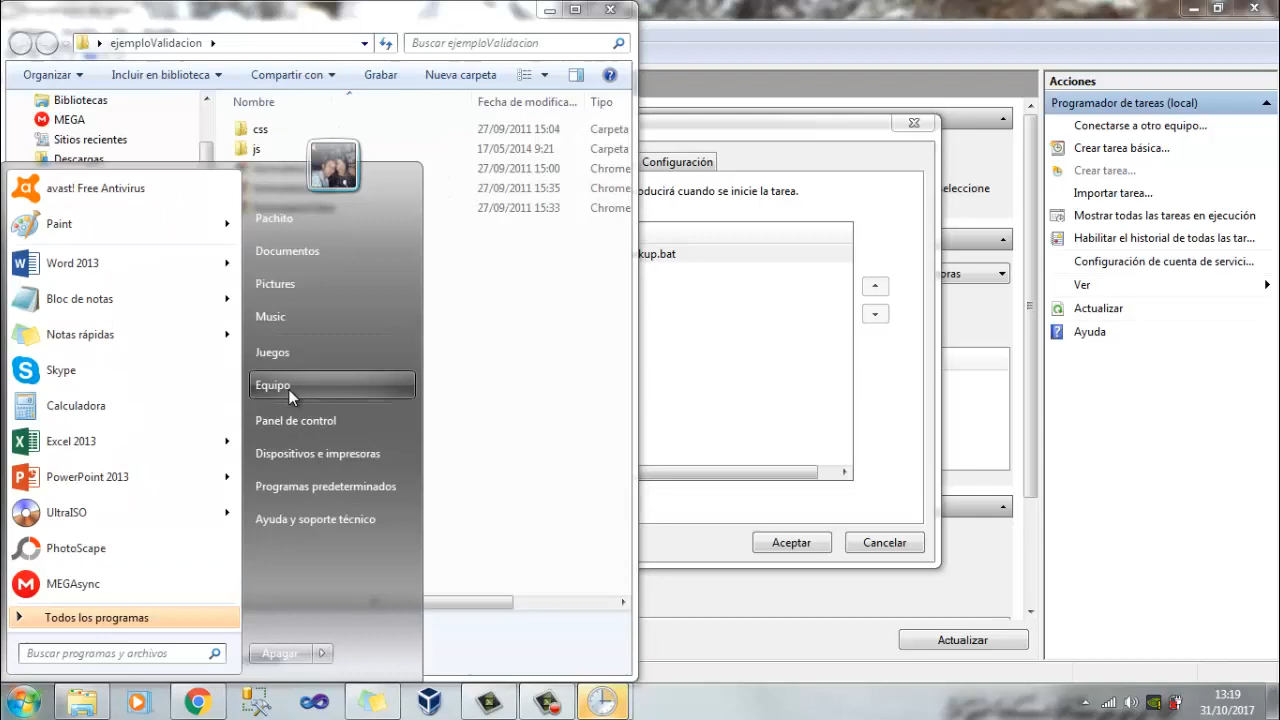 ejemploValidacion
Buscar ejemploValidacion
Organizar
Incluir en biblioteca
Compartir con
Grabar
Nueva carpeta
Bibliotecas
MEGA
Sitios recientes
Descargas
Nombre
Fecha de modifica...
Tipo
css
27/09/2011 15:04
Carpeta
js
17/05/2014 9:21
Carpeta
27/09/2011 15:00
Chrome
27/09/2011 15:35
Chrome
27/09/2011 15:33
Chrome
avast! Free Antivirus
Paint
Word 2013
Bloc de notas
Notas rápidas
Skype
Calculadora
Excel 2013
PowerPoint 2013
UltraISO
PhotoScape
MEGAsync
Todos los programas
Buscar programas y archivos
Pachito
Documentos
Pictures
Music
Juegos
Equipo
Panel de control
Dispositivos e impresoras
Programas predeterminados
Ayuda y soporte técnico
Apagar
Configuración
oducirá cuando se inicie la tarea.
kup.bat
Aceptar
Cancelar
eleccione
oras
Actualizar
Acciones
Programador de tareas (local)
Conectarse a otro equipo...
Crear tarea básica...
Crear tarea...
Importar tarea...
Mostrar todas las tareas en ejecución
Habilitar el historial de todas las tar...
Configuración de cuenta de servici...
Ver
Actualizar
Ayuda
13:19
31/10/2017